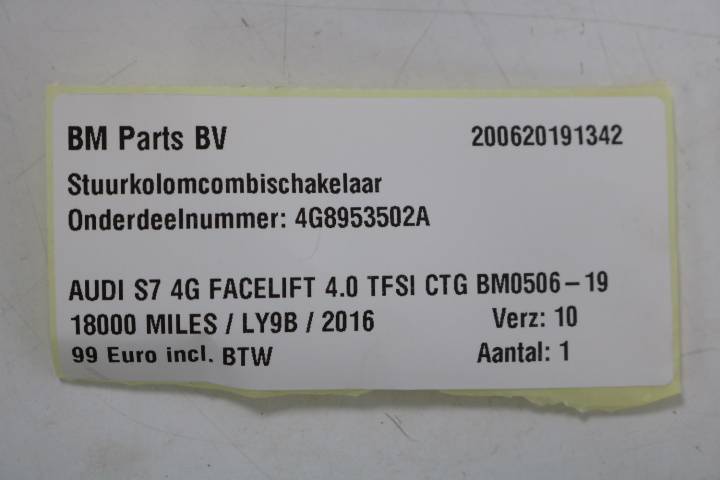 BM Parts BV 200620191342
Stuurkolomcombischakelaar
Onderdeelnummer: 4G8953502A
AUDI S7 4G FACELIFT 4.0 TFSI CTG BM0506-19
18000 MILES / LY9B / 2016 Verz: 10
99 Euro incl. BTW Aantal: 1